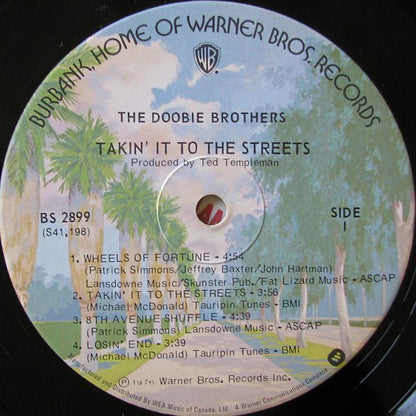 BURBANK, HOME OF WARNER BROS. RECORDS
WB
THE DOOBIE BROTHERS
TAKIN' IT TO THE STREETS
Produced by Ted Templeman
BS 2899
(S41,198)
SIDE
1
1. WHEELS OF FORTUNE - 4:54
(Patrick Simmons/Jeffrey Baxter/John Hartman)
Lansdowne Music/Skunster Pub./Fat Lizard Music - ASCAP
2. TAKIN' IT TO THE STREETS - 3:56
(Michael McDonald) Tauripin Tunes - BMI
3. 8TH AVENUE SHUFFLE - 4:39
(Patrick Simmons) Lansdowne Music - ASCAP
4. LOSIN' END - 3:39
(Michael McDonald) Tauripin Tunes - BMI
Ⓟ 1976 Warner Bros. Records Inc.
Manufactured and Distributed by WEA Music of Canada, Ltd. A Warner Communications Company